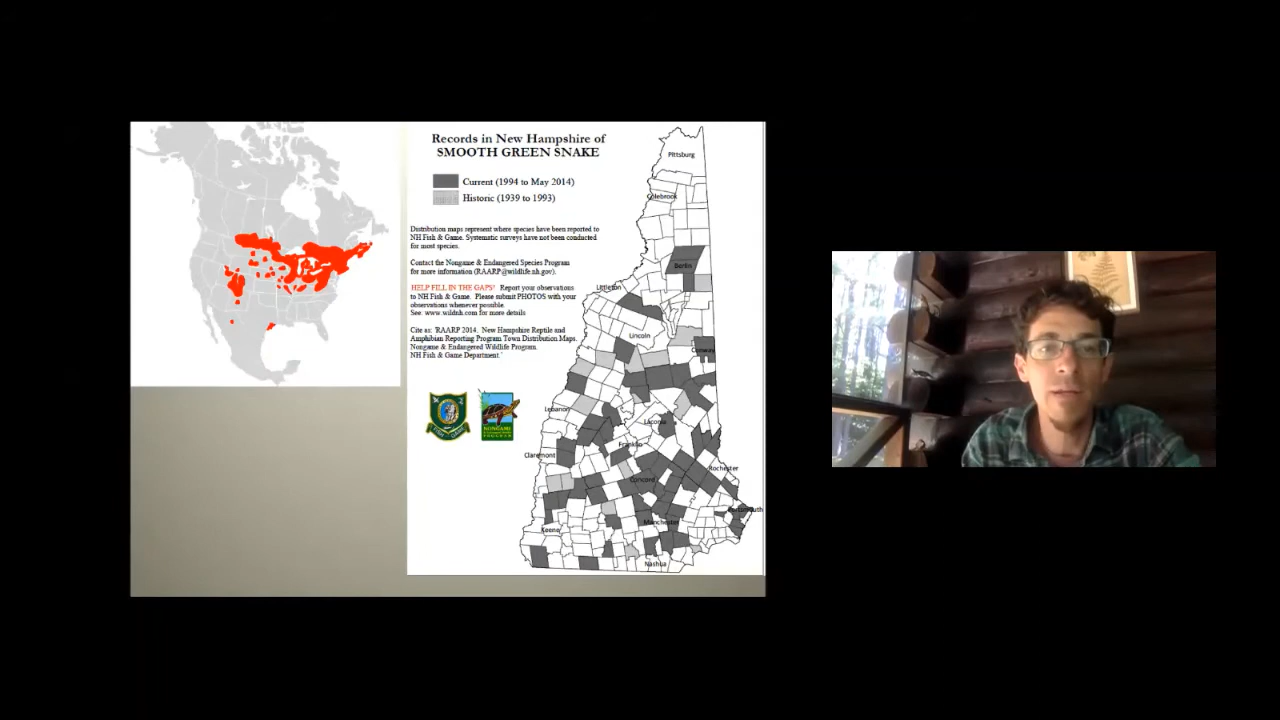 Records in New Hampshire of
SMOOTH GREEN SNAKE
Current (1994 to May 2014)
Historic (1939 to 1993)
Distribution maps represent where species have been reported to
NH Fish & Game. Systematic surveys have not been conducted
for most species.
Contact the Nongame & Endangered Species Program
for more information (RAARP@wildlife.nh.gov).
HELP FILL IN THE GAPS! Report your observations
to NH Fish & Game. Please submit PHOTOS with your
observations whenever possible.
See: www.wildnh.com for more details
Cite as: 'RAARP 2014. New Hampshire Reptile and
Amphibian Reporting Program Town Distribution Maps.
Nongame & Endangered Wildlife Program.
NH Fish & Game Department.'
NONGAME
PROGRAM
Pittsburg
Colebrook
Berlin
Littleton
Lincoln
Conway
Lebanon
Laconia
Franklin
Claremont
Rochester
Concord
Portsmouth
Manchester
Keene
Nashua